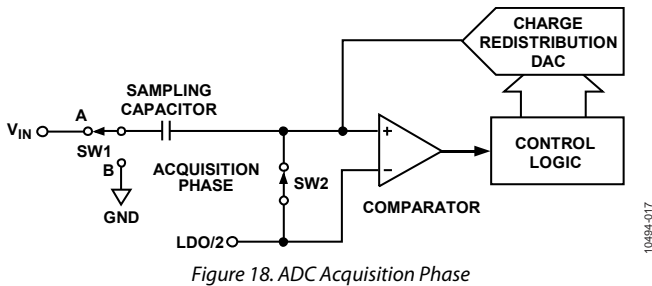 CHARGE
REDISTRIBUTION
DAC
SAMPLING
CAPACITOR
A
V_IN
SW1
B
GND
ACQUISITION
PHASE
SW2
LDO/2
+
−
COMPARATOR
CONTROL
LOGIC
10494-017
Figure 18. ADC Acquisition Phase